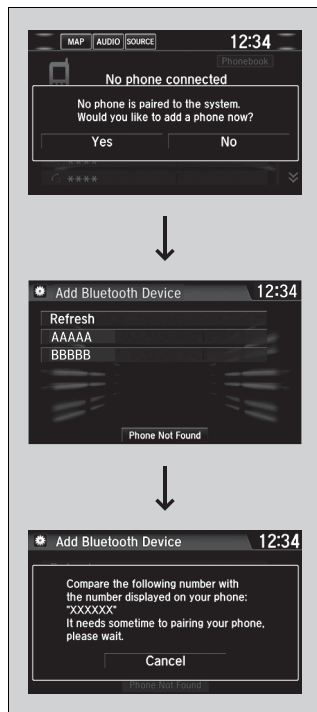 MAP AUDIO SOURCE 12:34
Phonebook
No phone connected
No phone is paired to the system.
Would you like to add a phone now?
Yes No
****
Add Bluetooth Device 12:34
Refresh
AAAAA
BBBBB
Phone Not Found
Add Bluetooth Device 12:34
Compare the following number with
the number displayed on your phone:
"XXXXXX"
It needs sometime to pairing your phone,
please wait.
Cancel
Phone Not Found